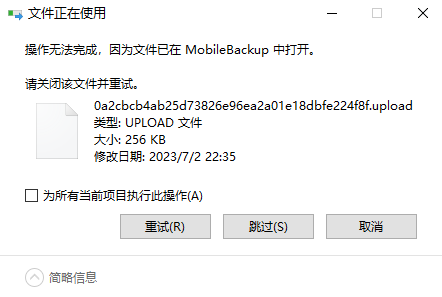 文件正在使用
操作无法完成，因为文件已在 MobileBackup 中打开。
请关闭该文件并重试。
0a2cbcb4ab25d73826e96ea2a01e18dbfe224f8f.upload
类型: UPLOAD 文件
大小: 256 KB
修改日期: 2023/7/2 22:35
为所有当前项目执行此操作(A)
重试(R) 跳过(S) 取消
简略信息